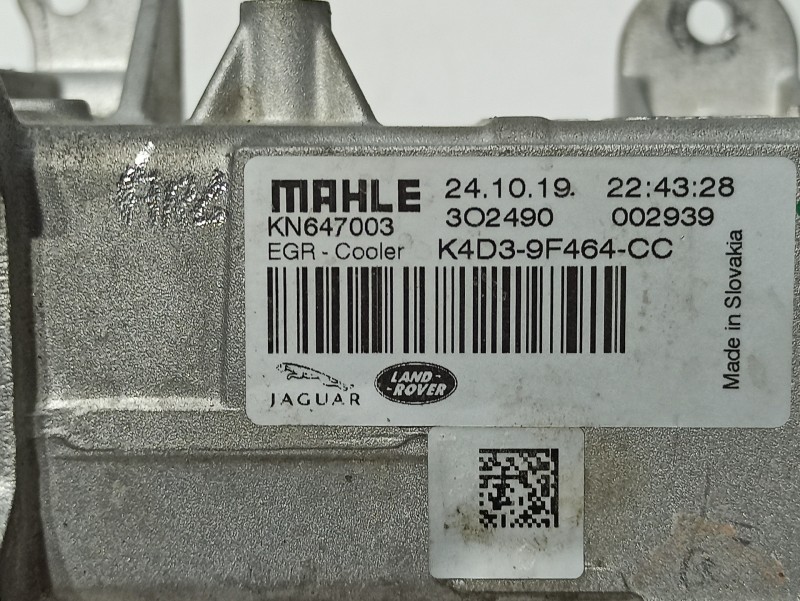 MAHLE 24.10.19. 22:43:28
KN647003 3O2490 002939
EGR - Cooler K4D3-9F464-CC
Made in Slovakia
JAGUAR
LAND-
-ROVER